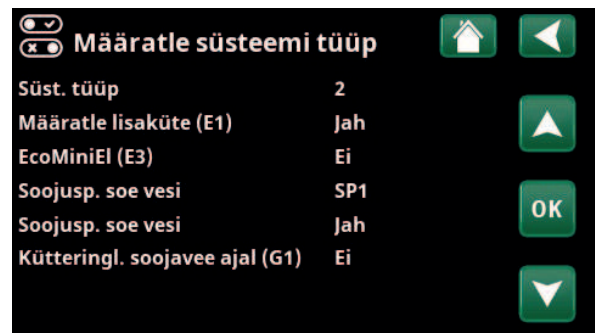 Määratle süsteemi tüüp
Süst. tüüp 2
Määratle lisaküte (E1) Jah
EcoMiniEl (E3) Ei
Soojusp. soe vesi SP1
OK
Soojusp. soe vesi Jah
Kütteringl. soojavee ajal (G1) Ei